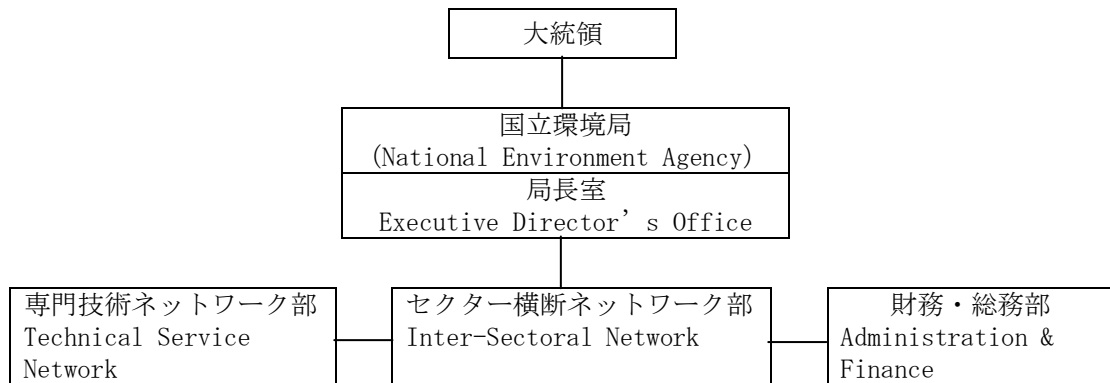 大統領
国立環境局
(National Environment Agency)
局長室
Executive Director’s Office
専門技術ネットワーク部
Technical Service
Network
セクター横断ネットワーク部
Inter-Sectoral Network
財務・総務部
Administration &
Finance